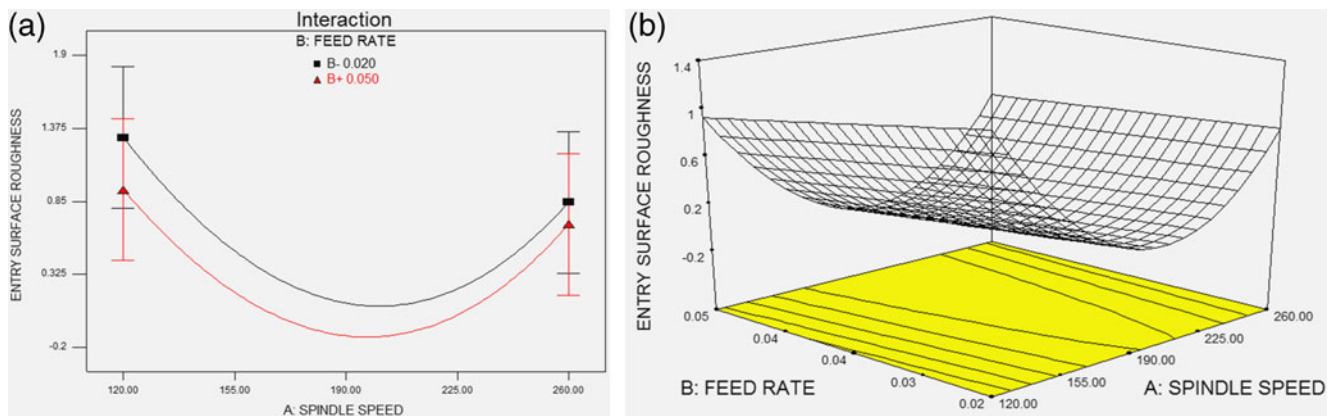 (a)
Interaction
B: FEED RATE
B- 0.020
B+ 0.050
ENTRY SURFACE ROUGHNESS
1.9
1.375
0.85
0.325
-0.2
120.00 155.00 190.00 225.00 260.00
A: SPINDLE SPEED
(b)
ENTRY SURFACE ROUGHNESS
1.4
1
0.6
0.2
-0.2
0.05
0.04
0.04
0.03
0.02
B: FEED RATE
120.00
155.00
190.00
225.00
260.00
A: SPINDLE SPEED